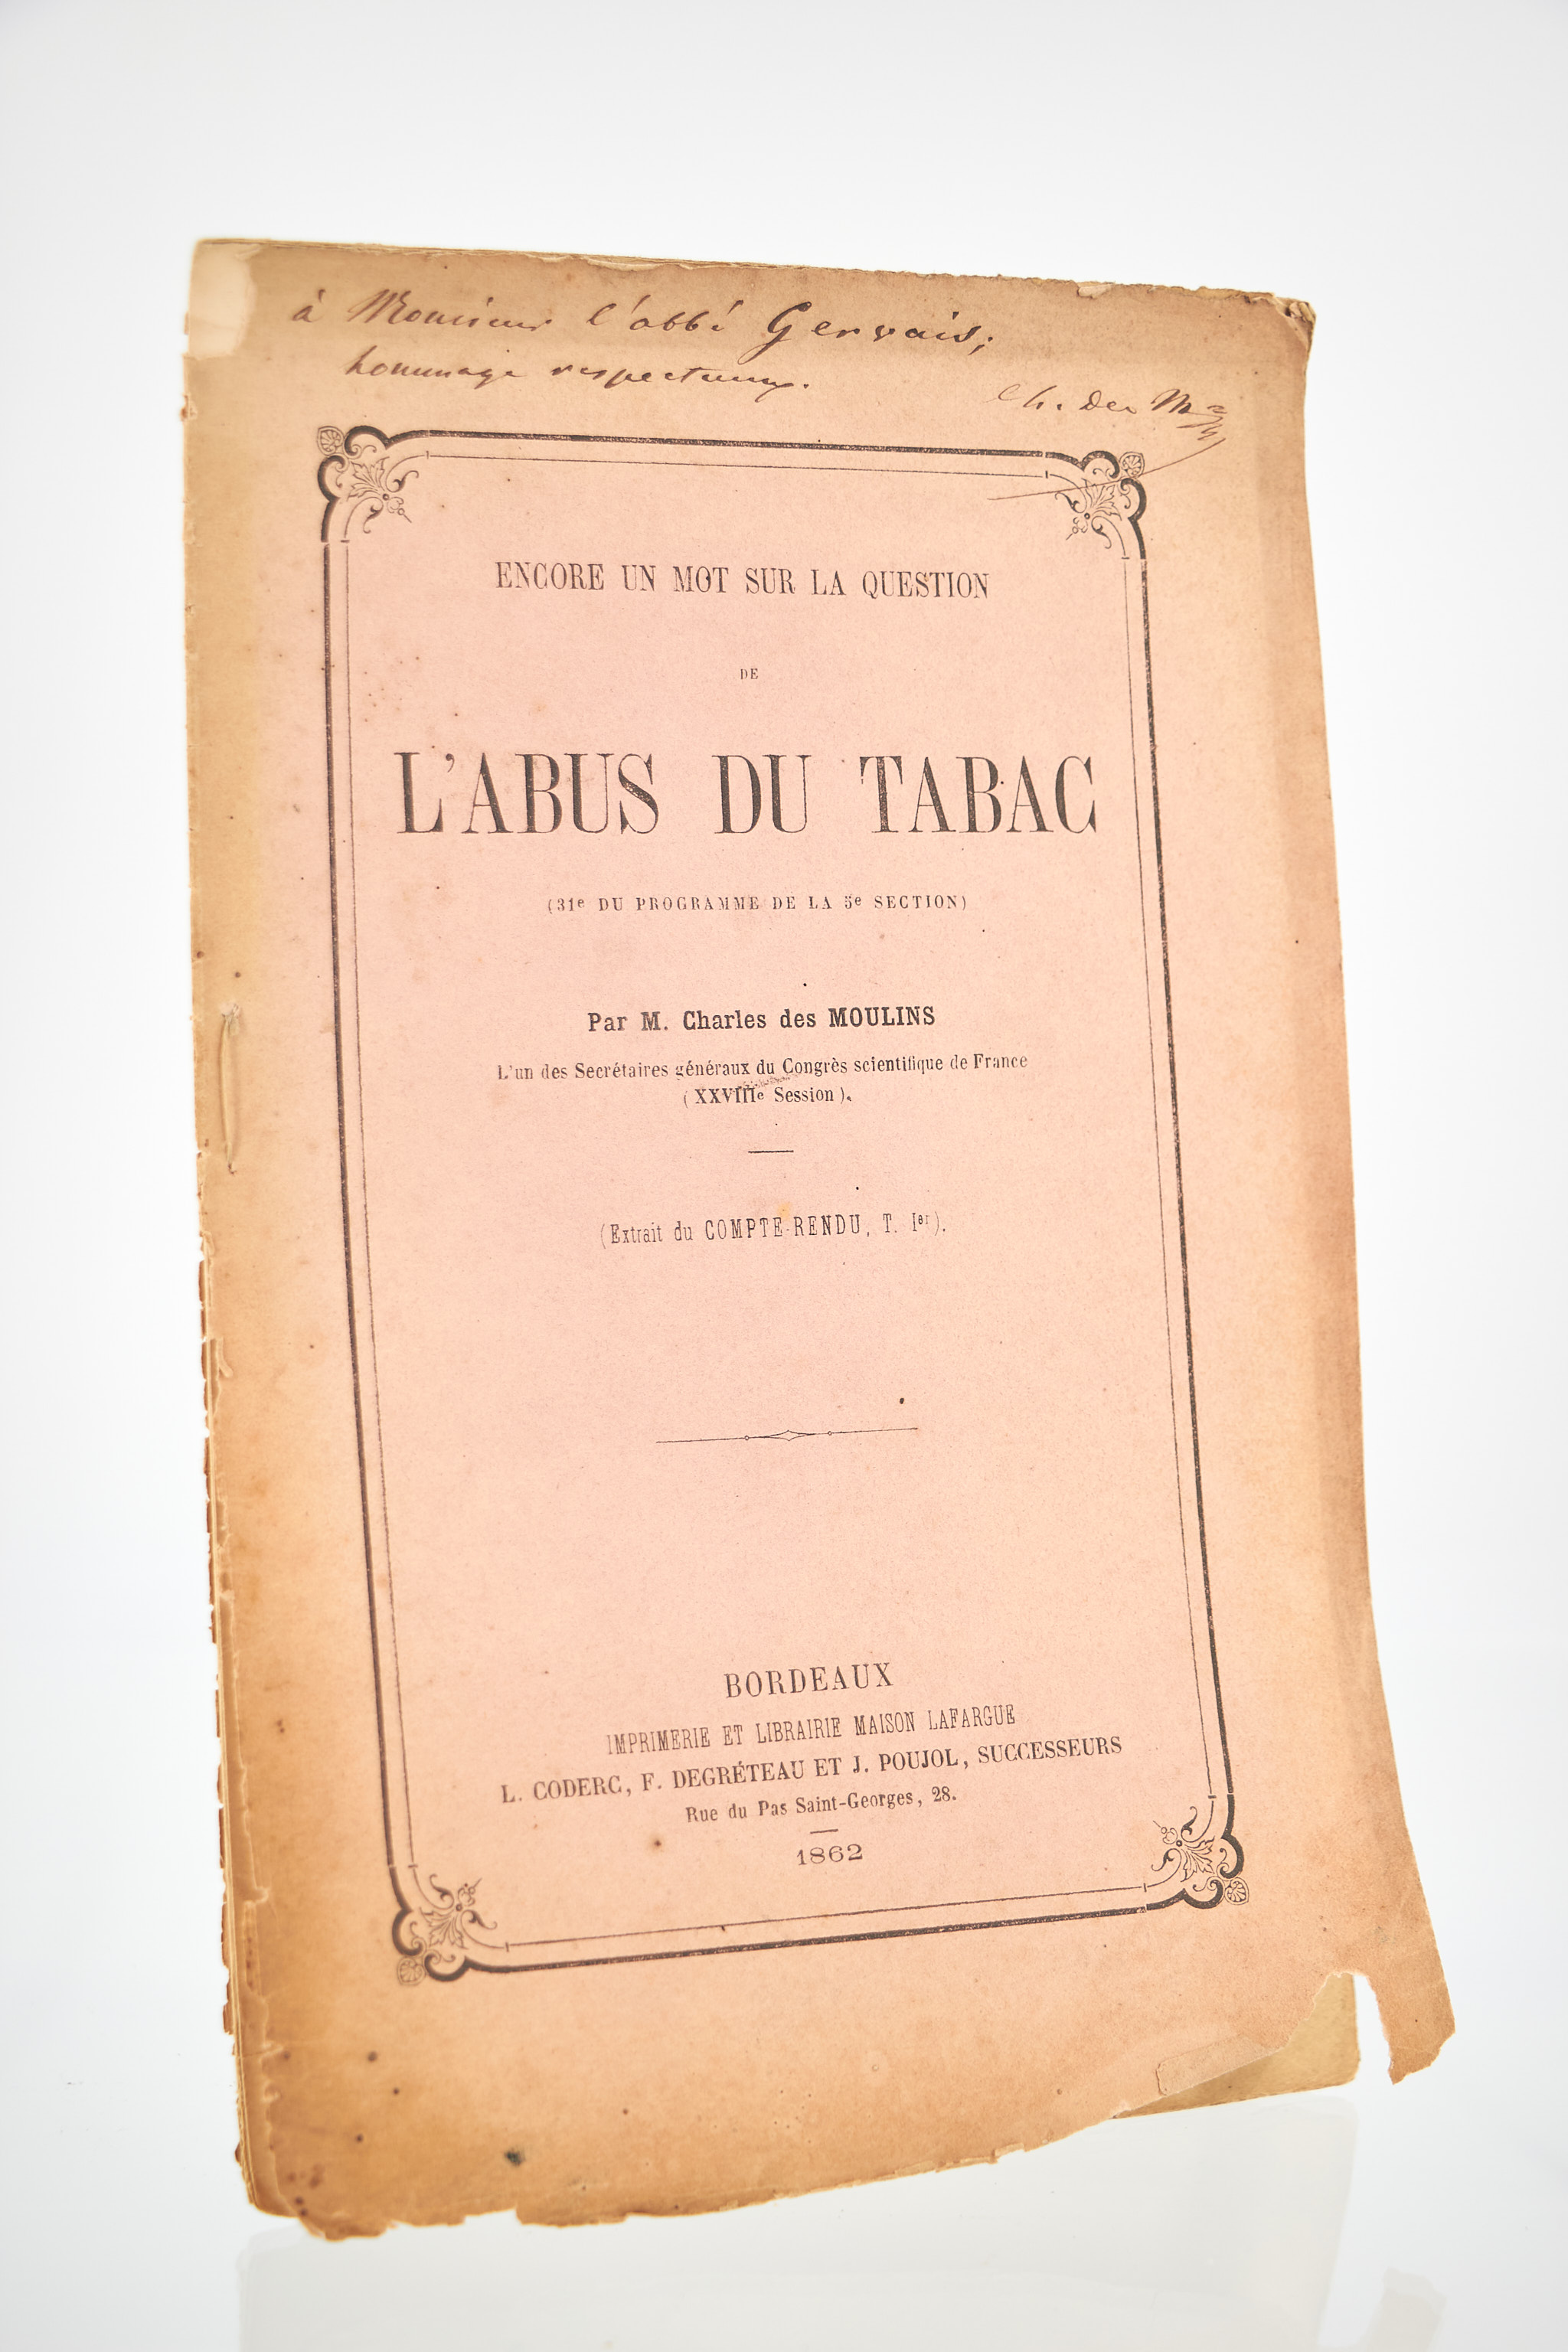 à Monsieur l'abbé Gervais;
hommage respectueux.
Ch. Des M
ENCORE UN MOT SUR LA QUESTION
DE
L'ABUS DU TABAC
(31e DU PROGRAMME DE LA 5e SECTION)
Par M. Charles des MOULINS
L'un des Secrétaires généraux du Congrès scientifique de France
(XXVIIIe Session).
(Extrait du COMPTE-RENDU, T. Ier).
BORDEAUX
IMPRIMERIE ET LIBRAIRIE MAISON LAFARGUE
L. CODERC, F. DEGRÉTEAU ET J. POUJOL, SUCCESSEURS
Rue du Pas Saint-Georges, 28.
1862